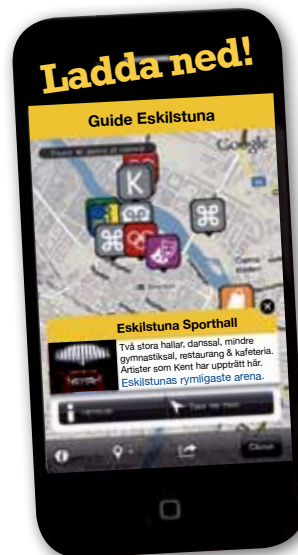 Ladda ned!
Guide Eskilstuna
Google
K
Eskilstuna Sporthall
Två stora hallar, danssal, mindre
gymnastiksal, restaurang & kafeteria.
Artister som Kent har uppträtt här.
Eskilstunas rymligaste arena.